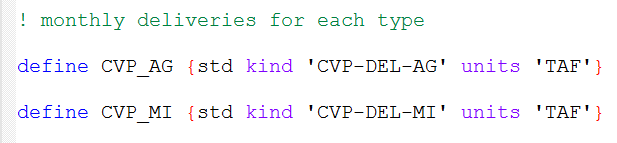 ! monthly deliveries for each type
define CVP_AG {std kind 'CVP-DEL-AG' units 'TAF'}
define CVP_MI {std kind 'CVP-DEL-MI' units 'TAF'}